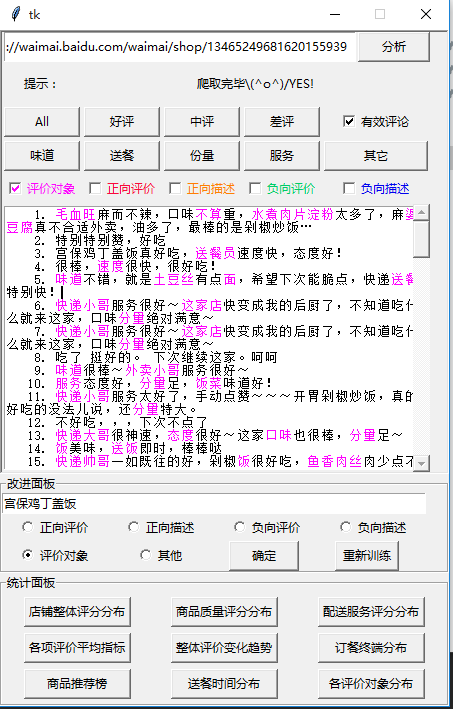 tk
://waimai.baidu.com/waimai/shop/13465249681620155939 分析
提示： 爬取完毕\(^o^)/YES!
All 好评 中评 差评 有效评论
味道 送餐 份量 服务 其它
评价对象 正向评价 正向描述 负向评价 负向描述
1. 毛血旺麻而不辣，口味不算重，水煮肉片淀粉太多了，麻婆
豆腐真不合适外卖，油多了，最棒的是剁椒炒饭…
2. 特别特别赞，好吃
3. 宫保鸡丁盖饭真好吃，送餐员速度快，态度好！
4. 很棒，速度很快，很好吃！
5. 味道不错，就是土豆丝有点面，希望下次能脆点，快递送餐
特别快！
6. 快递小哥服务很好～这家店快变成我的后厨了，不知道吃什
么就来这家，口味分量绝对满意～
7. 快递小哥服务很好～这家店快变成我的后厨了，不知道吃什
么就来这家，口味分量绝对满意～
8. 吃了 挺好的。 下次继续这家。呵呵
9. 味道很棒～外卖小哥服务很好～
10. 服务态度好，分量足，饭菜味道好！
11. 快递小哥服务太好了，手动点赞～～～开胃剁椒炒饭，真的
好吃的没法儿说，还分量特大。
12. 不好吃，，，下次不点了
13. 快递大哥很神速，态度很好～这家口味也很棒，分量足～
14. 饭美味，送饭即时，棒棒哒
15. 快递帅哥一如既往的好，剁椒饭很好吃，鱼香肉丝肉少点不
改进面板
宫保鸡丁盖饭
正向评价 正向描述 负向评价 负向描述
评价对象 其他 确定 重新训练
统计面板
店铺整体评分分布 商品质量评分分布 配送服务评分分布
各项评价平均指标 整体评价变化趋势 订餐终端分布
商品推荐榜 送餐时间分布 各评价对象分布